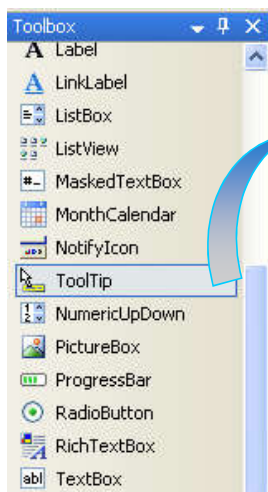 Toolbox
Label
LinkLabel
ListBox
ListView
MaskedTextBox
MonthCalendar
NotifyIcon
ToolTip
NumericUpDown
PictureBox
ProgressBar
RadioButton
RichTextBox
TextBox